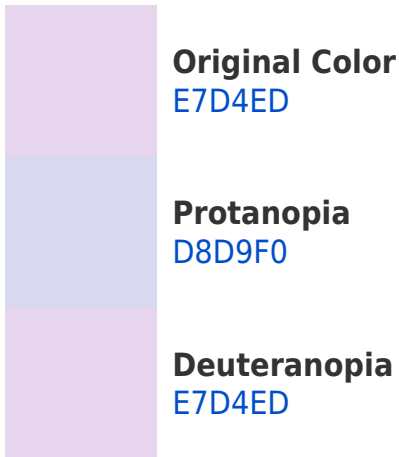 Original Color
E7D4ED
Protanopia
D8D9F0
Deuteranopia
E7D4ED